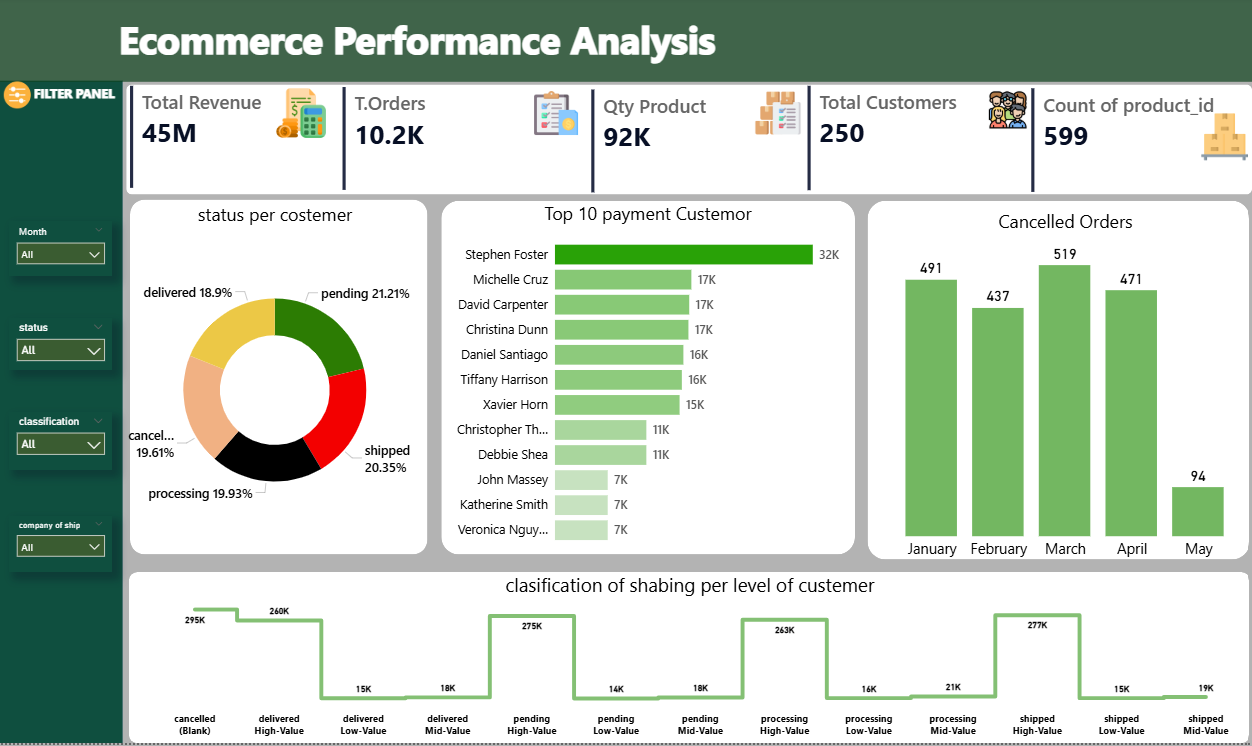 Ecommerce Performance Analysis
FILTER PANEL
Month
All
status
All
classification
All
company of ship
All
Total Revenue
45M
T.Orders
10.2K
Qty Product
92K
Total Customers
250
Count of product_id
599
status per costemer
delivered 18.9%
pending 21.21%
cancel...
19.61%
shipped
20.35%
processing 19.93%
Top 10 payment Custemor
Stephen Foster 32K
Michelle Cruz 17K
David Carpenter 17K
Christina Dunn 17K
Daniel Santiago 16K
Tiffany Harrison 16K
Xavier Horn 15K
Christopher Th... 11K
Debbie Shea 11K
John Massey 7K
Katherine Smith 7K
Veronica Nguy... 7K
Cancelled Orders
491 437 519 471 94
January February March April May
clasification of shabing per level of custemer
295K 260K 15K 18K 275K 14K 18K 263K 16K 21K 277K 15K 19K
cancelled delivered delivered delivered pending pending pending processing processing processing shipped shipped shipped
(Blank) High-Value Low-Value Mid-Value High-Value Low-Value Mid-Value High-Value Low-Value Mid-Value High-Value Low-Value Mid-Value